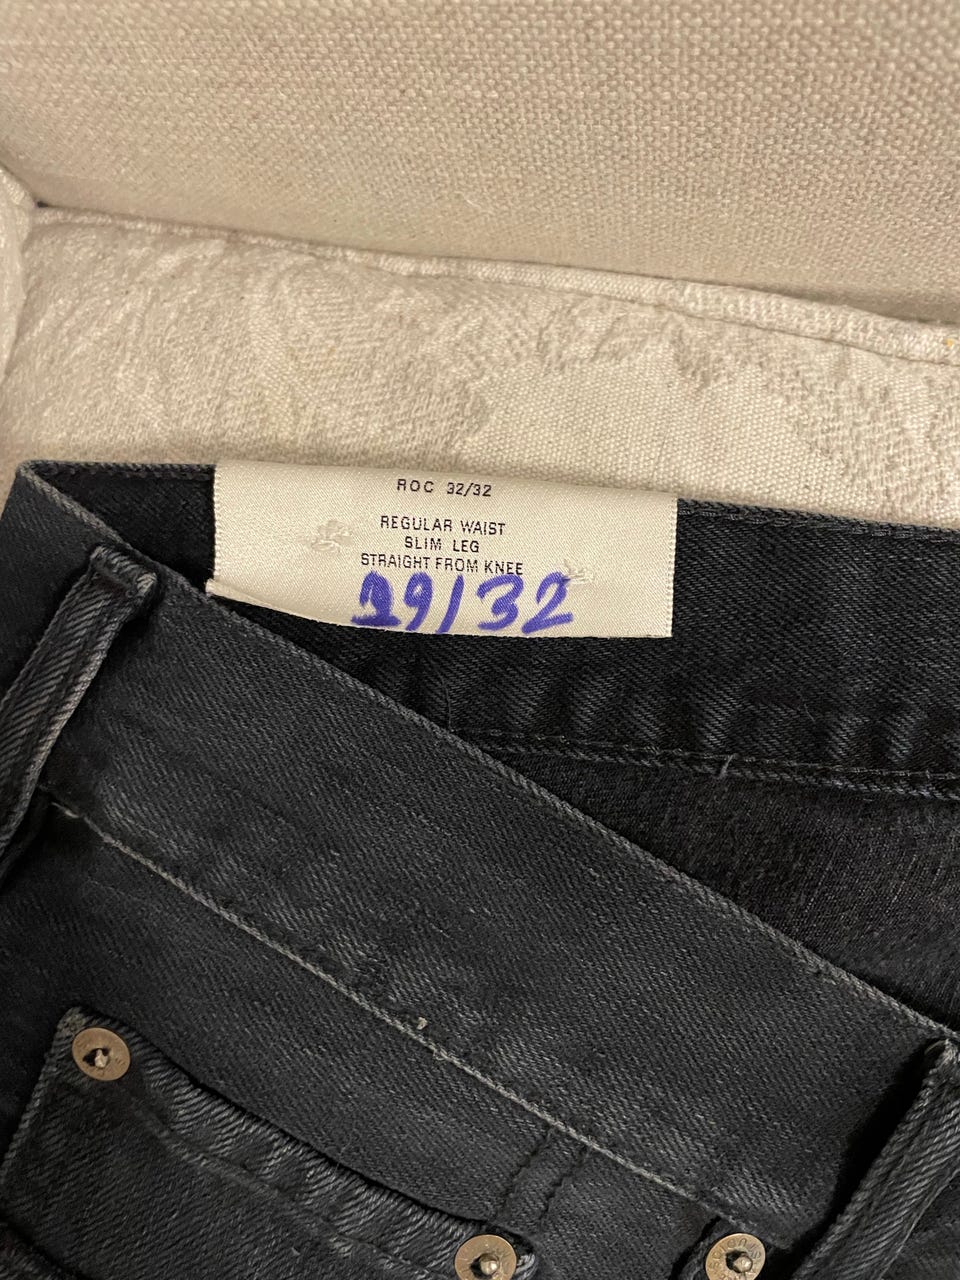 ROC 32/32
REGULAR WAIST
SLIM LEG
STRAIGHT FROM KNEE
29/32